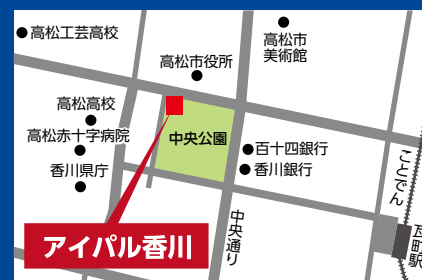 高松工芸高校
高松市
美術館
高松市役所
高松高校
高松赤十字病院
香川県庁
中央公園
百十四銀行
香川銀行
ことでん
瓦町駅
中央通り
アイパル香川